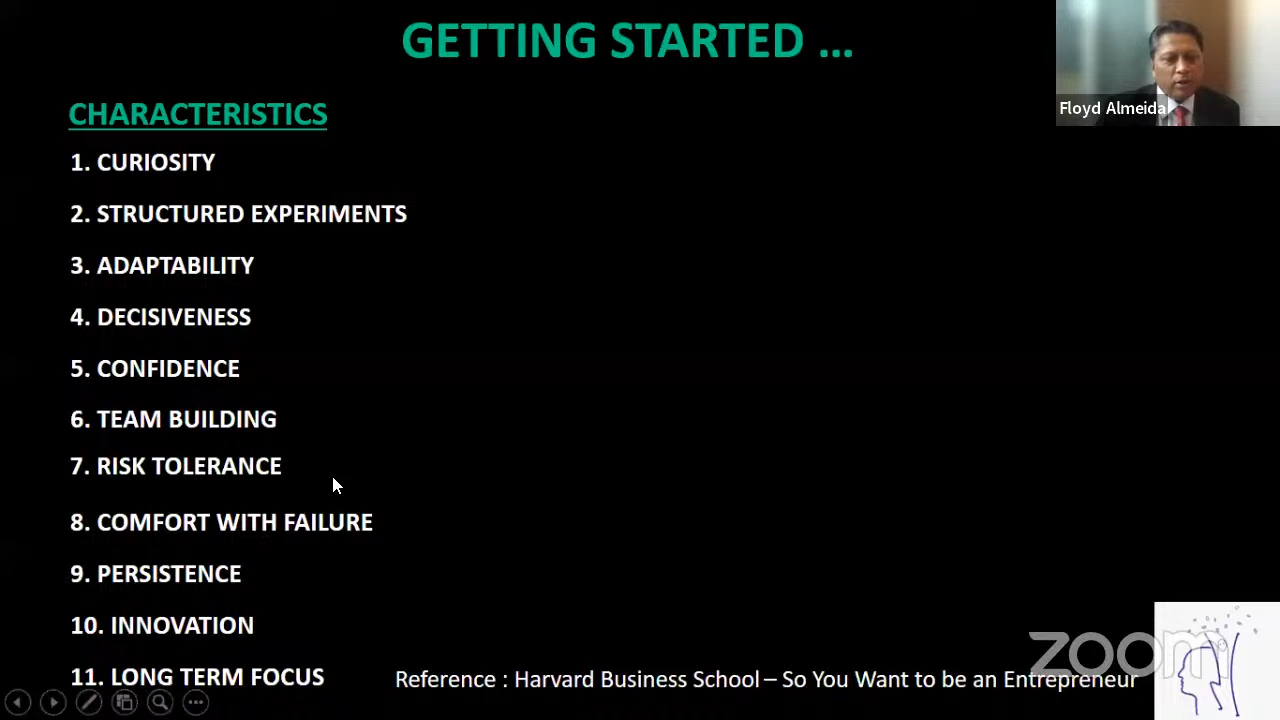 GETTING STARTED ...
Floyd Almeida
CHARACTERISTICS
1. CURIOSITY
2. STRUCTURED EXPERIMENTS
3. ADAPTABILITY
4. DECISIVENESS
5. CONFIDENCE
6. TEAM BUILDING
7. RISK TOLERANCE
8. COMFORT WITH FAILURE
9. PERSISTENCE
10. INNOVATION
11. LONG TERM FOCUS
Reference : Harvard Business School – So You Want to be an Entrepreneur
zoom